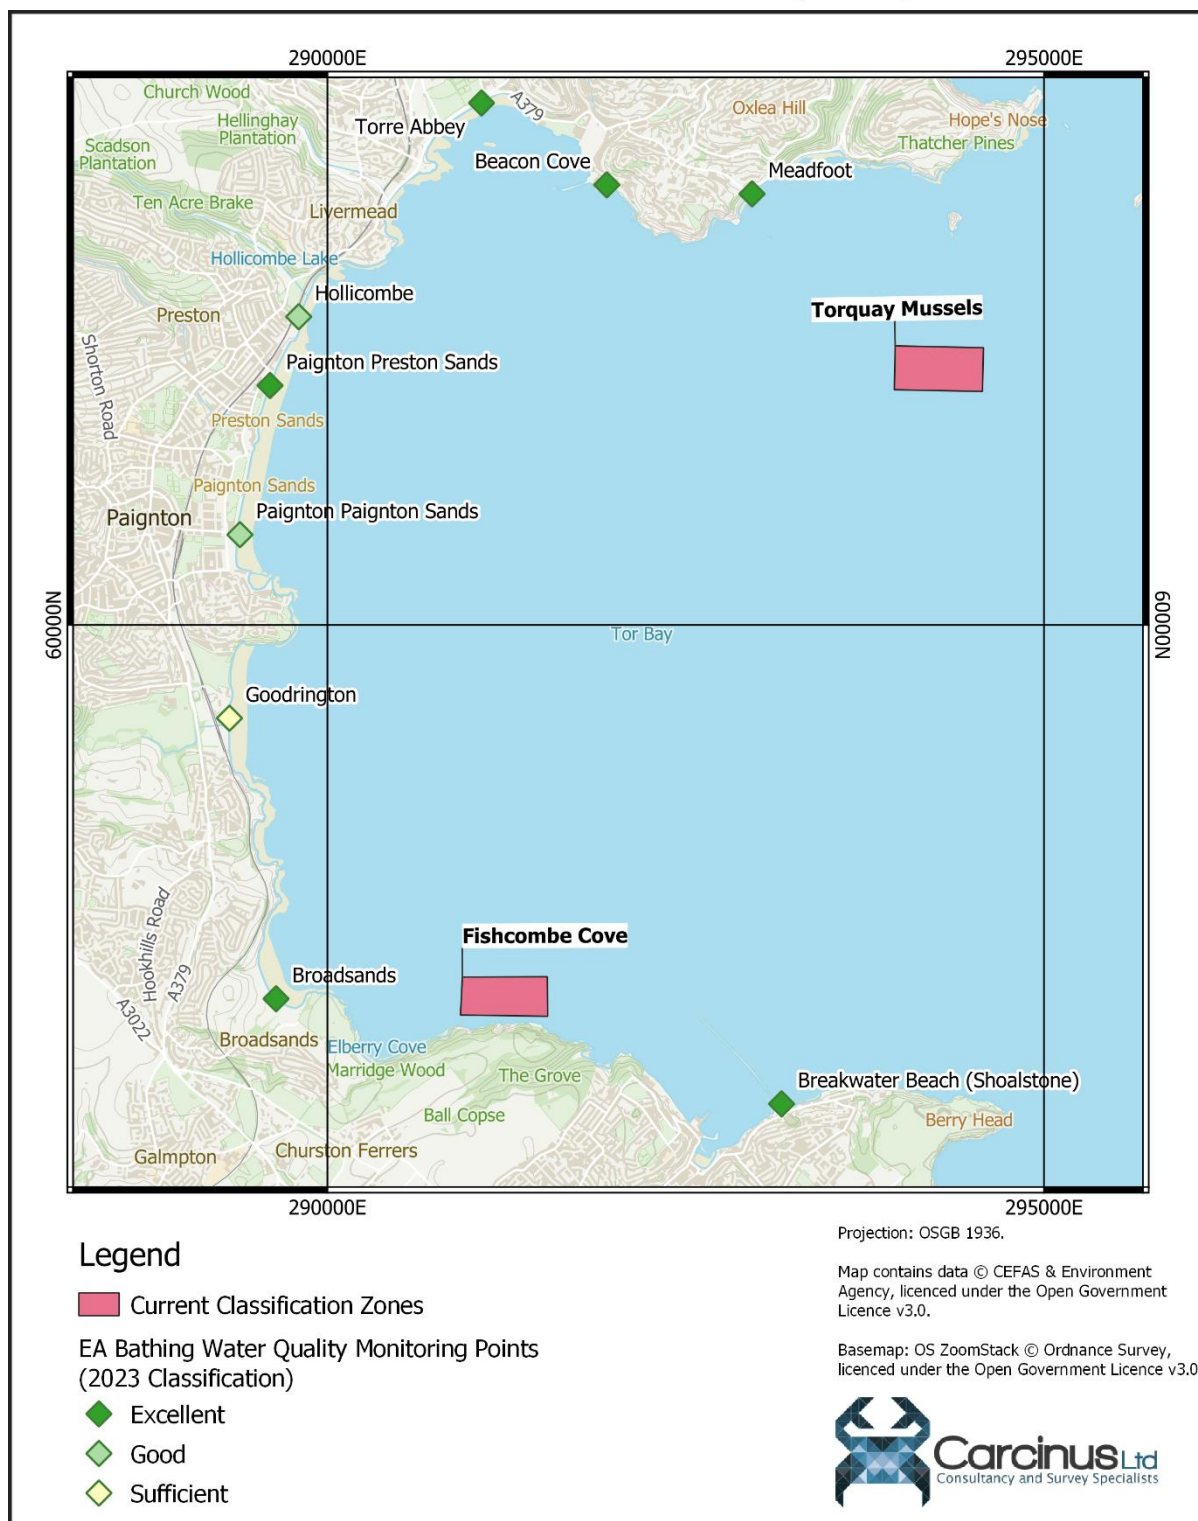 290000E
295000E
Church Wood
Hellinghay
Plantation
Scadson
Plantation
Torre Abbey
A379
Oxlea Hill
Hope's Nose
Thatcher Pines
Beacon Cove
Meadfoot
Ten Acre Brake
Livermead
Hollicombe Lake
Hollicombe
Preston
Torquay Mussels
Shorton Road
Paignton Preston Sands
Preston Sands
Paignton Sands
Paignton Paignton Sands
Paignton
60000N
60000N
Tor Bay
Goodrington
Hookhills Road
A379
A3022
Fishcombe Cove
Broadsands
Broadsands
Elberry Cove
Marridge Wood
The Grove
Ball Copse
Breakwater Beach (Shoalstone)
Berry Head
Galmpton
Churston Ferrers
290000E
295000E
Legend
Current Classification Zones
EA Bathing Water Quality Monitoring Points
(2023 Classification)
Excellent
Good
Sufficient
Projection: OSGB 1936.
Map contains data © CEFAS & Environment
Agency, licenced under the Open Government
Licence v3.0.
Basemap: OS ZoomStack © Ordnance Survey,
licenced under the Open Government Licence v3.0
Carcinus Ltd
Consultancy and Survey Specialists